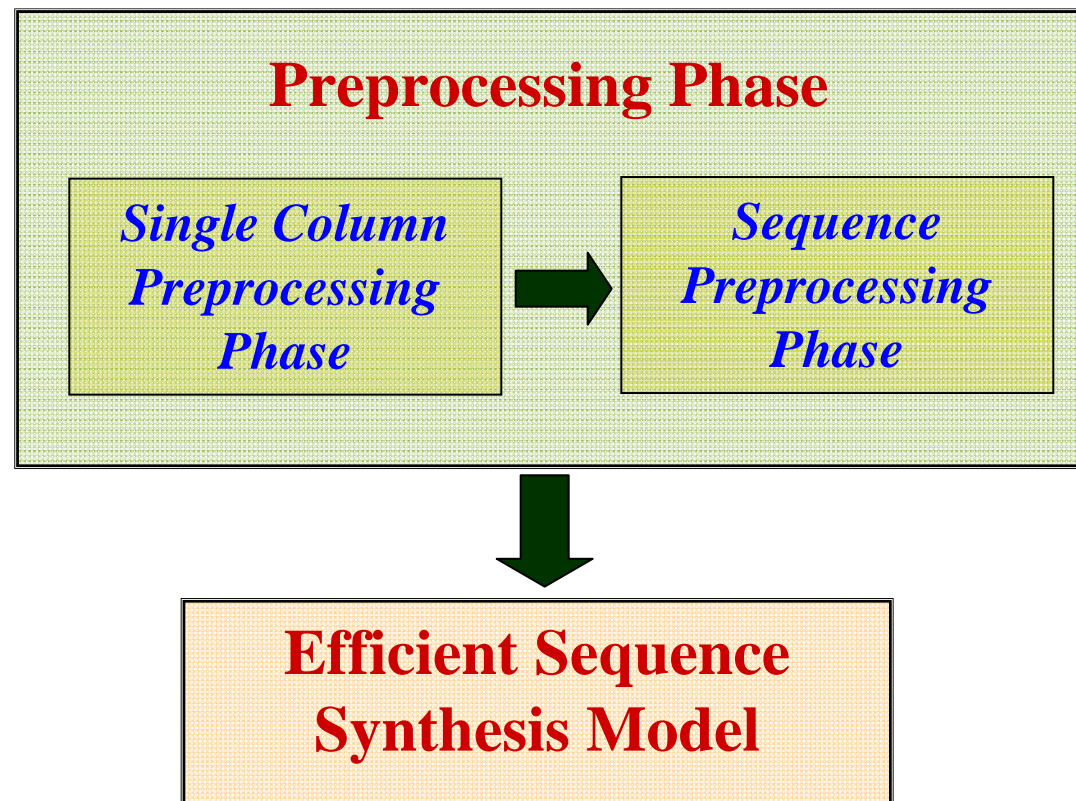 Preprocessing Phase
Single Column
Preprocessing
Phase
Sequence
Preprocessing
Phase
Efficient Sequence
Synthesis Model